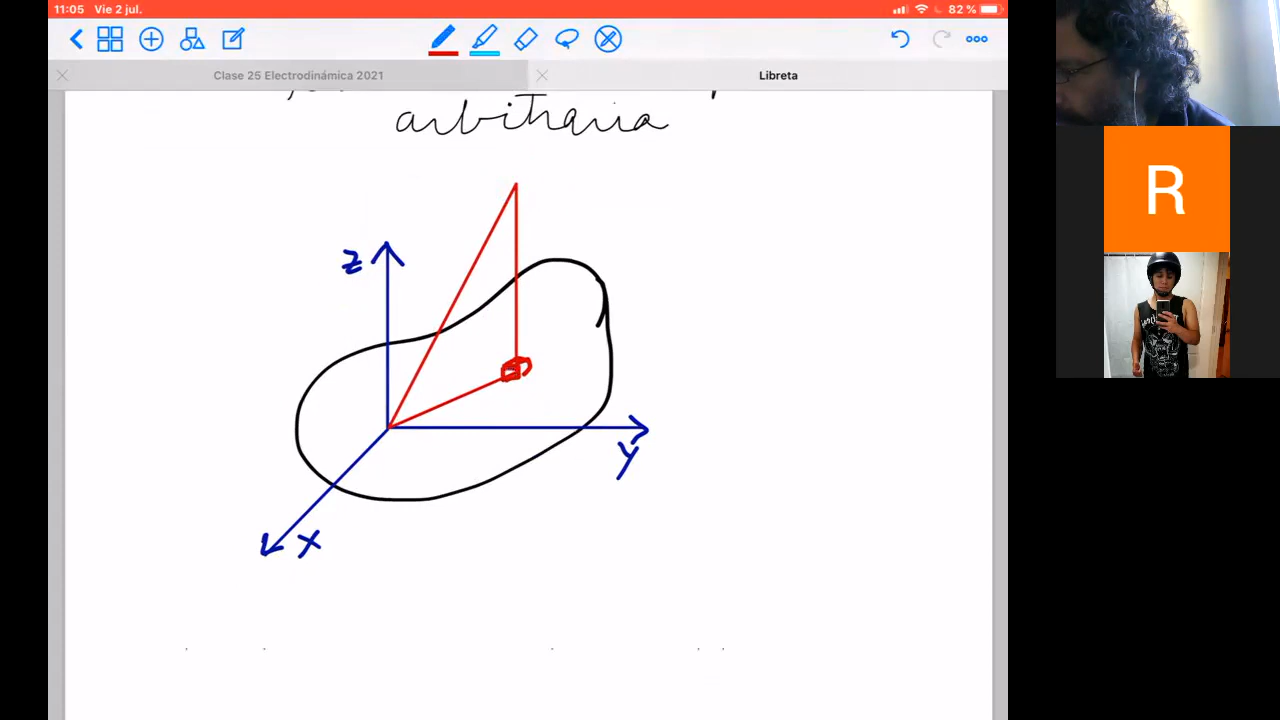 11:05 Vie 2 jul.
82 %
Clase 25 Electrodinámica 2021
Libreta
arbitraria
z
y
x
R